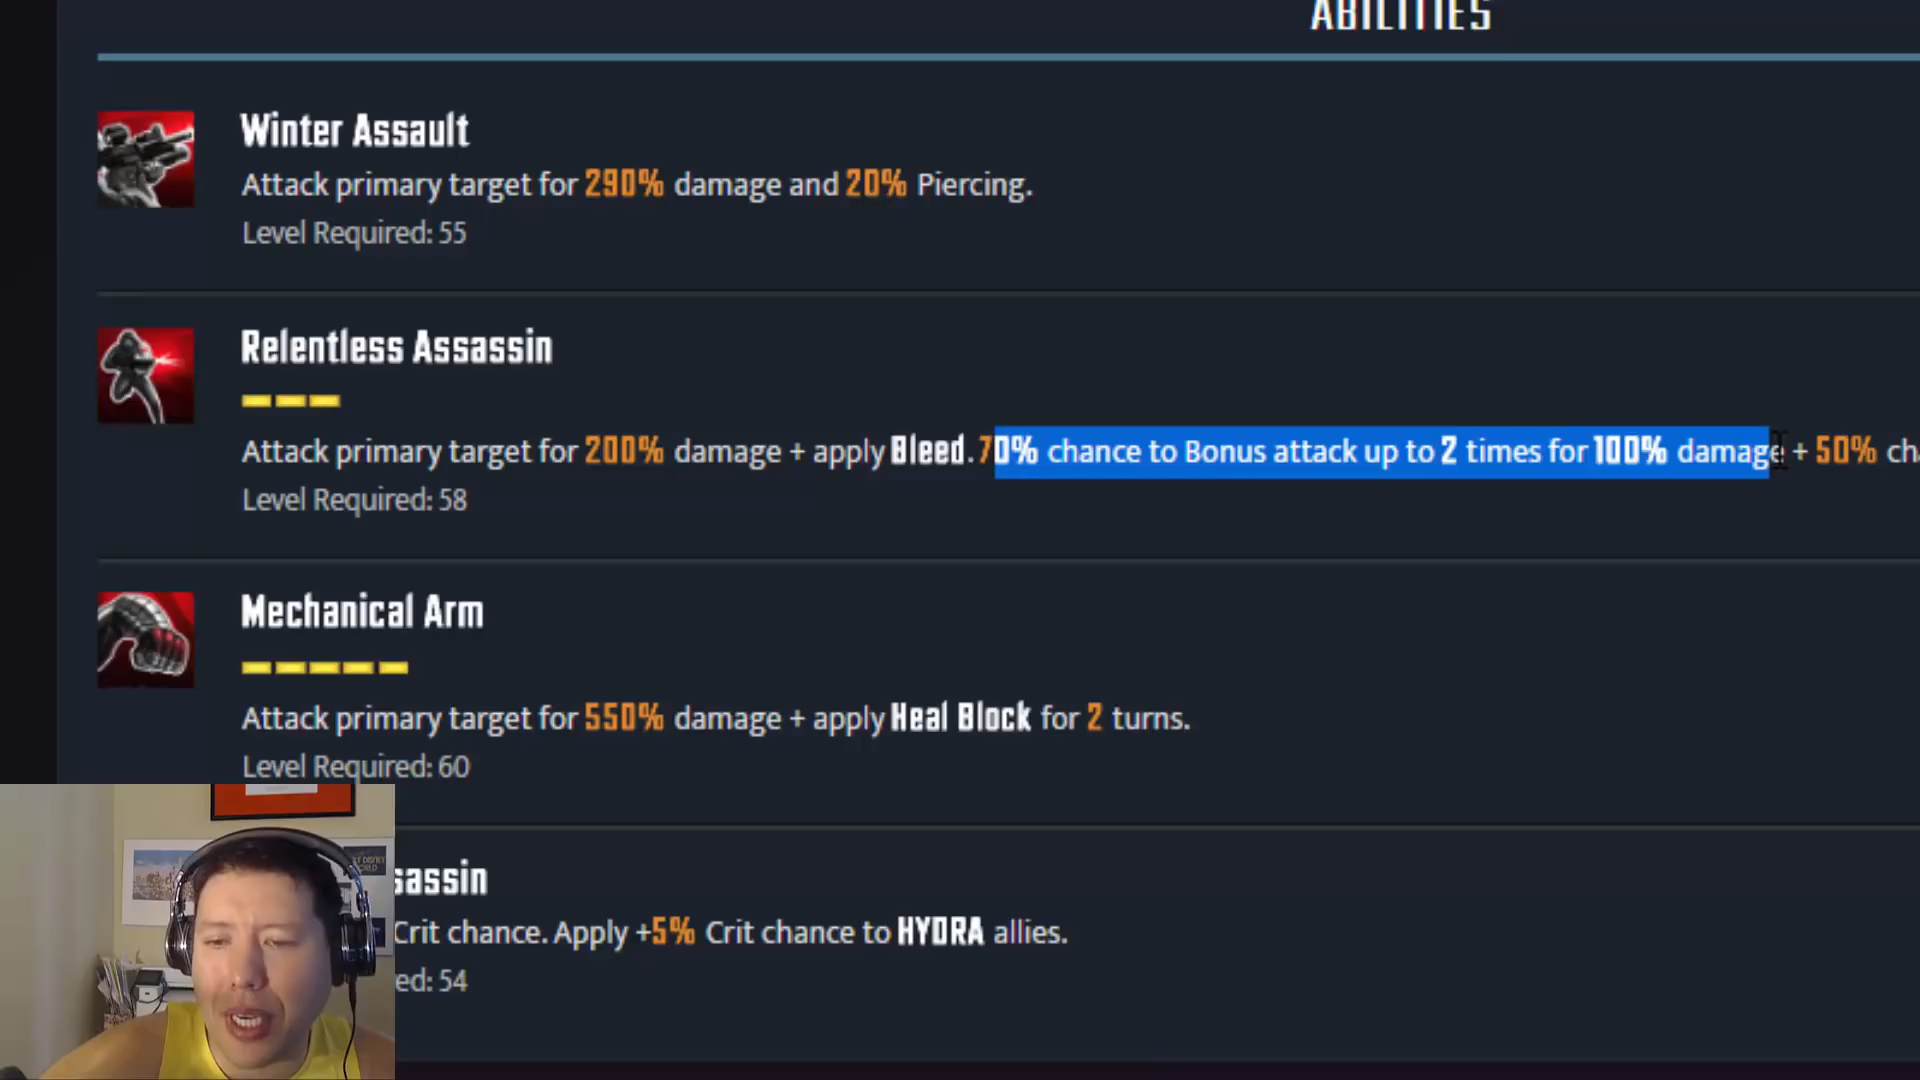 ABILITIES
Winter Assault
Attack primary target for 290% damage and 20% Piercing.
Level Required: 55
Relentless Assassin
Attack primary target for 200% damage + apply Bleed. 70% chance to Bonus attack up to 2 times for 100% damage + 50% cha
Level Required: 58
Mechanical Arm
Attack primary target for 550% damage + apply Heal Block for 2 turns.
Level Required: 60
sassin
Crit chance. Apply +5% Crit chance to HYDRA allies.
ed: 54